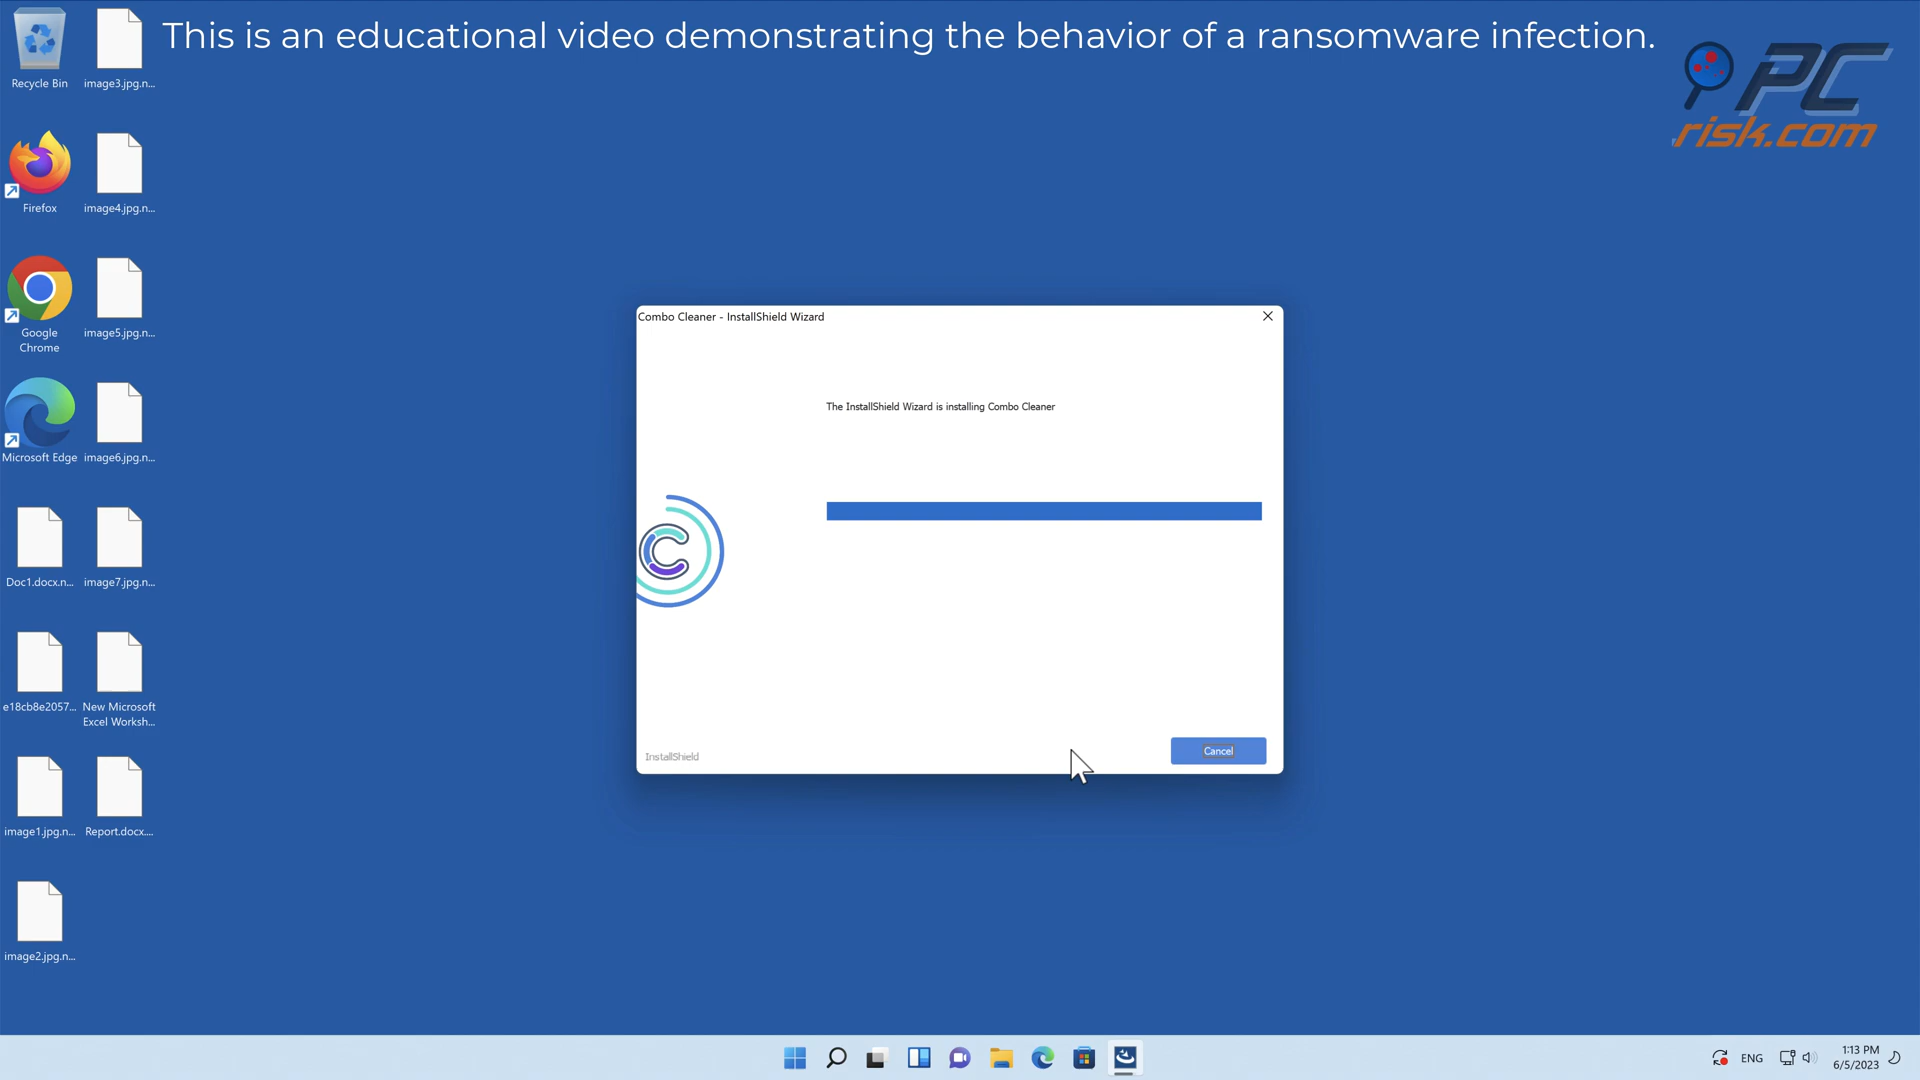 This is an educational video demonstrating the behavior of a ransomware infection.
PC
risk.com
Recycle Bin
image3.jpg.n...
Firefox
image4.jpg.n...
Google
Chrome
image5.jpg.n...
Microsoft Edge
image6.jpg.n...
Doc1.docx.n...
image7.jpg.n...
e18cb8e2057...
New Microsoft
Excel Worksh...
image1.jpg.n...
Report.docx....
image2.jpg.n...
Combo Cleaner - InstallShield Wizard
The InstallShield Wizard is installing Combo Cleaner
C
InstallShield
Cancel
ENG
1:13 PM
6/5/2023